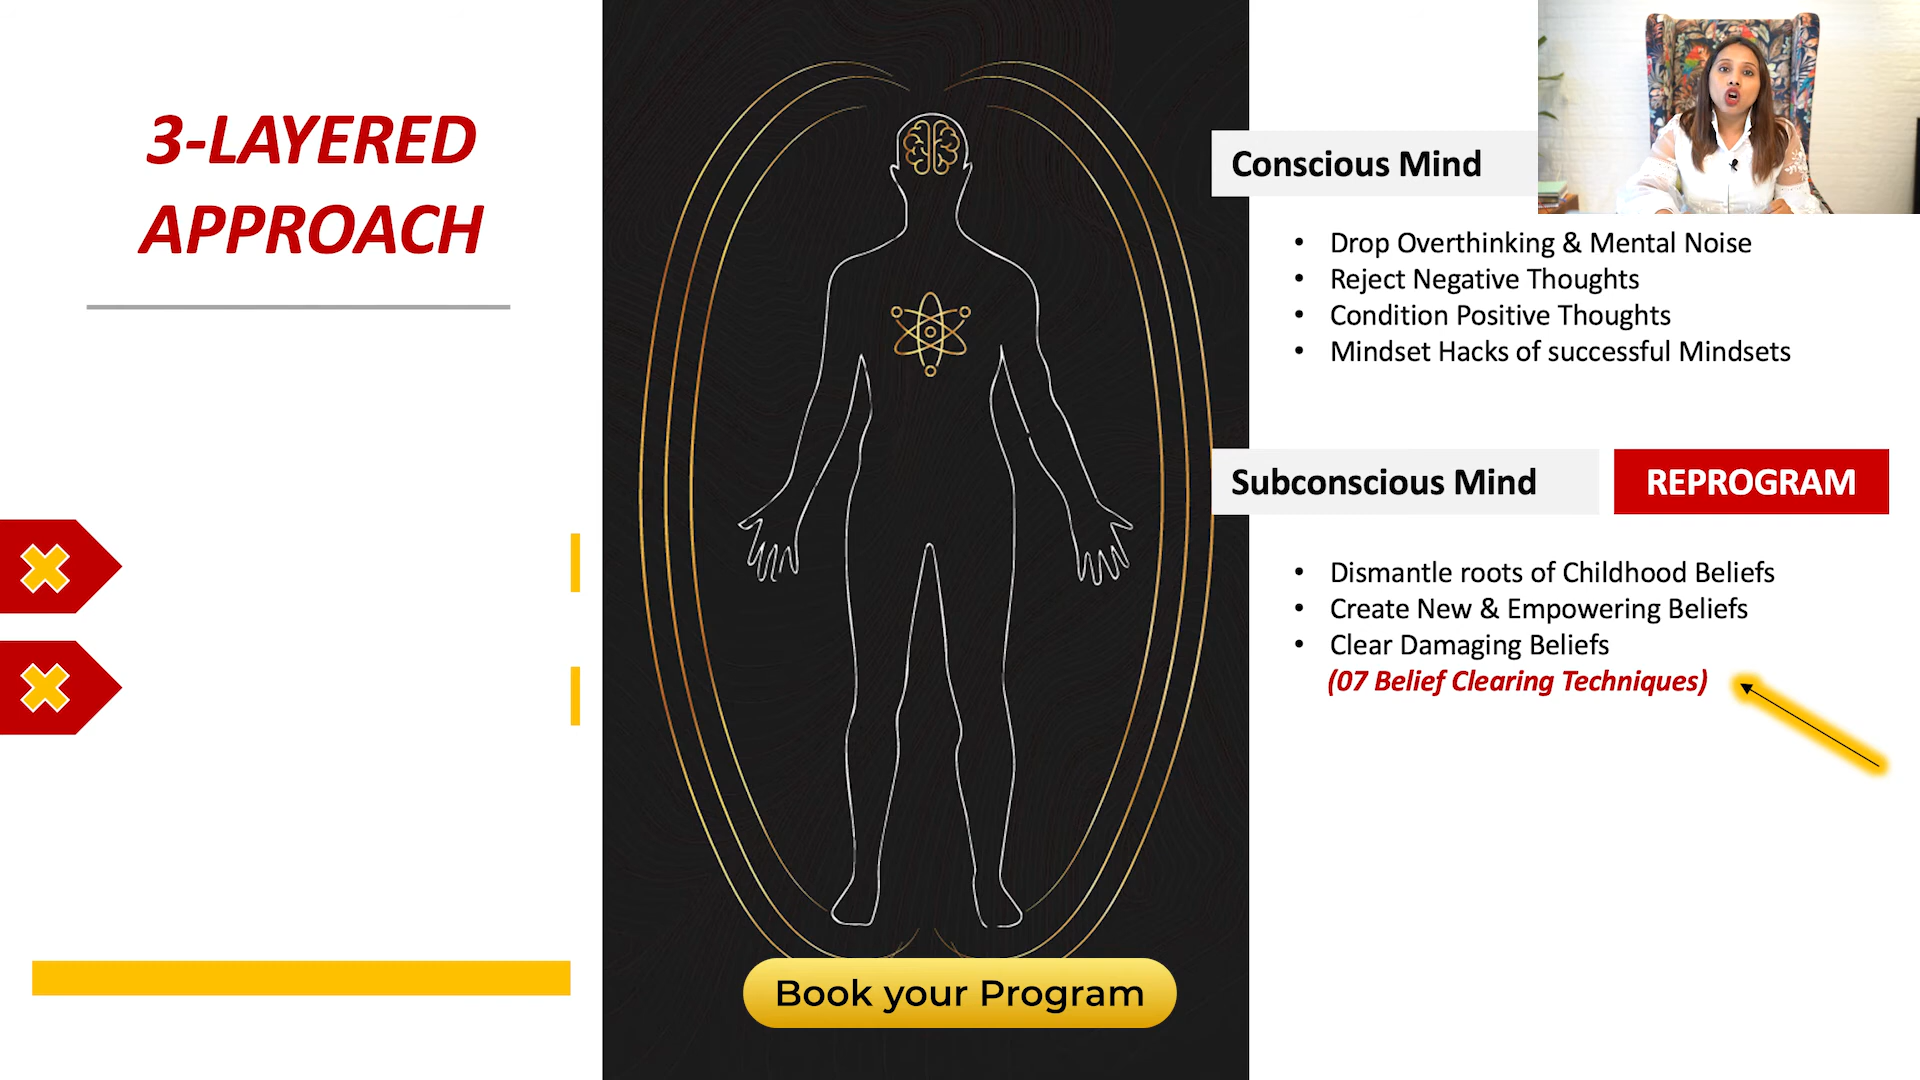 3-LAYERED
APPROACH
Conscious Mind
• Drop Overthinking & Mental Noise
• Reject Negative Thoughts
• Condition Positive Thoughts
• Mindset Hacks of successful Mindsets
Subconscious Mind
REPROGRAM
• Dismantle roots of Childhood Beliefs
• Create New & Empowering Beliefs
• Clear Damaging Beliefs
(07 Belief Clearing Techniques)
Book your Program